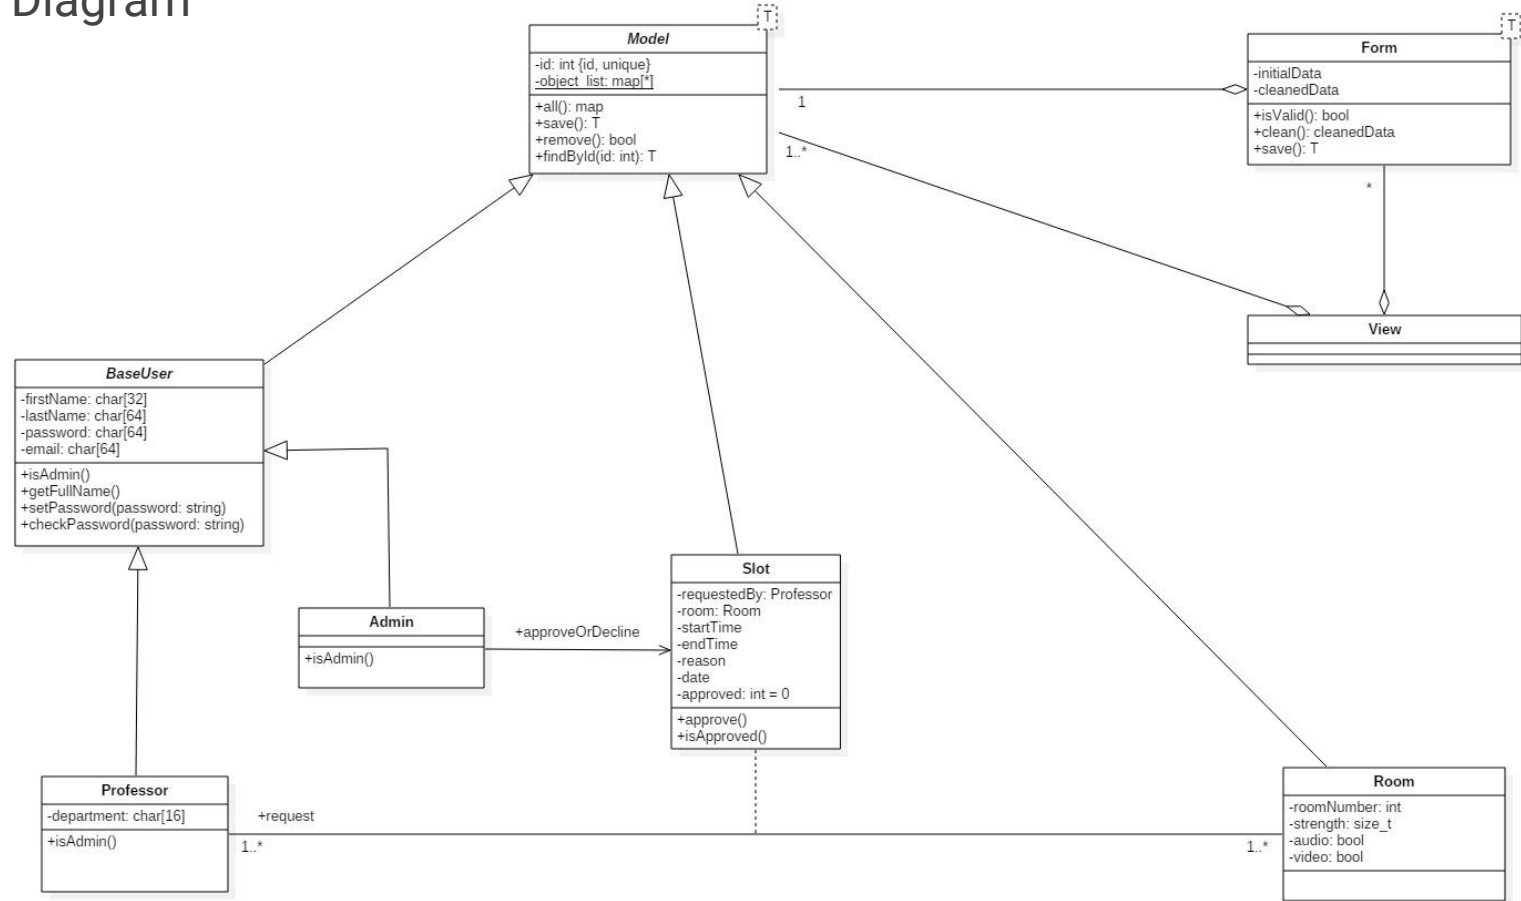 Diagram
T
Model
-id: int {id, unique}
-object_list: map[*]
+all(): map
+save(): T
+remove(): bool
+findById(id: int): T
1
1..*
T
Form
-initialData
-cleanedData
+isValid(): bool
+clean(): cleanedData
+save(): T
*
View
BaseUser
-firstName: char[32]
-lastName: char[64]
-password: char[64]
-email: char[64]
+isAdmin()
+getFullName()
+setPassword(password: string)
+checkPassword(password: string)
Admin
+isAdmin()
+approveOrDecline
Slot
-requestedBy: Professor
-room: Room
-startTime
-endTime
-reason
-date
-approved: int = 0
+approve()
+isApproved()
Professor
-department: char[16]
+isAdmin()
+request
1..*
1..*
Room
-roomNumber: int
-strength: size_t
-audio: bool
-video: bool